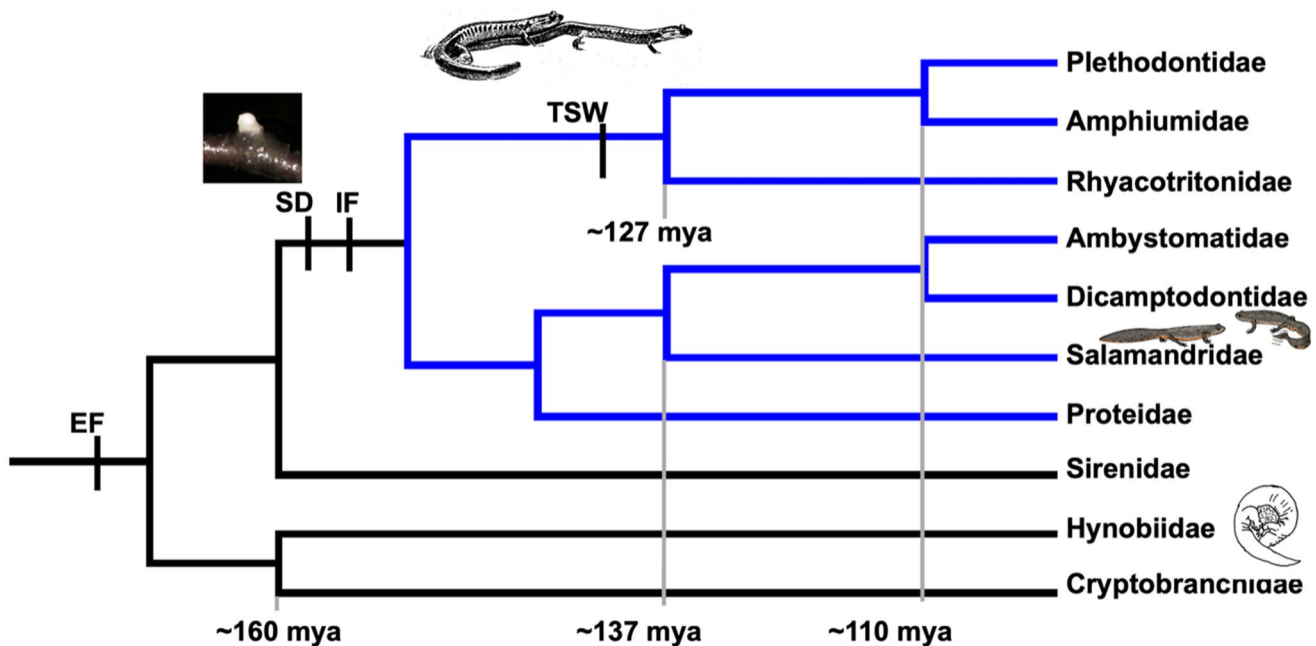 Plethodontidae
TSW
Amphiumidae
Rhyacotritonidae
SD IF
~127 mya
Ambystomatidae
Dicamptodontidae
Salamandridae
Proteidae
EF
Sirenidae
Hynobiidae
Cryptobranchidae
~160 mya ~137 mya ~110 mya